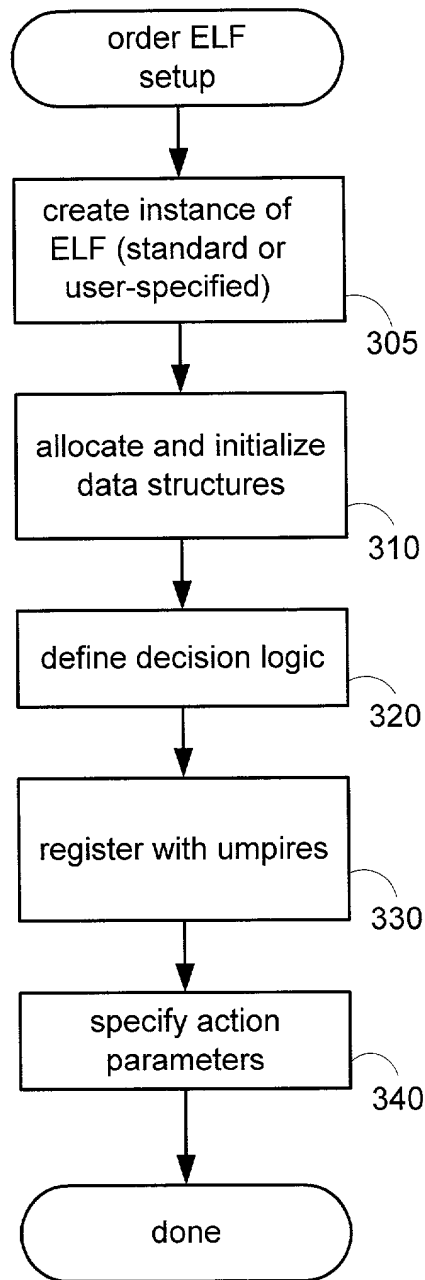 order ELF
setup
create instance of
ELF (standard or
user-specified)
305
allocate and initialize
data structures
310
define decision logic
320
register with umpires
330
specify action
parameters
340
done